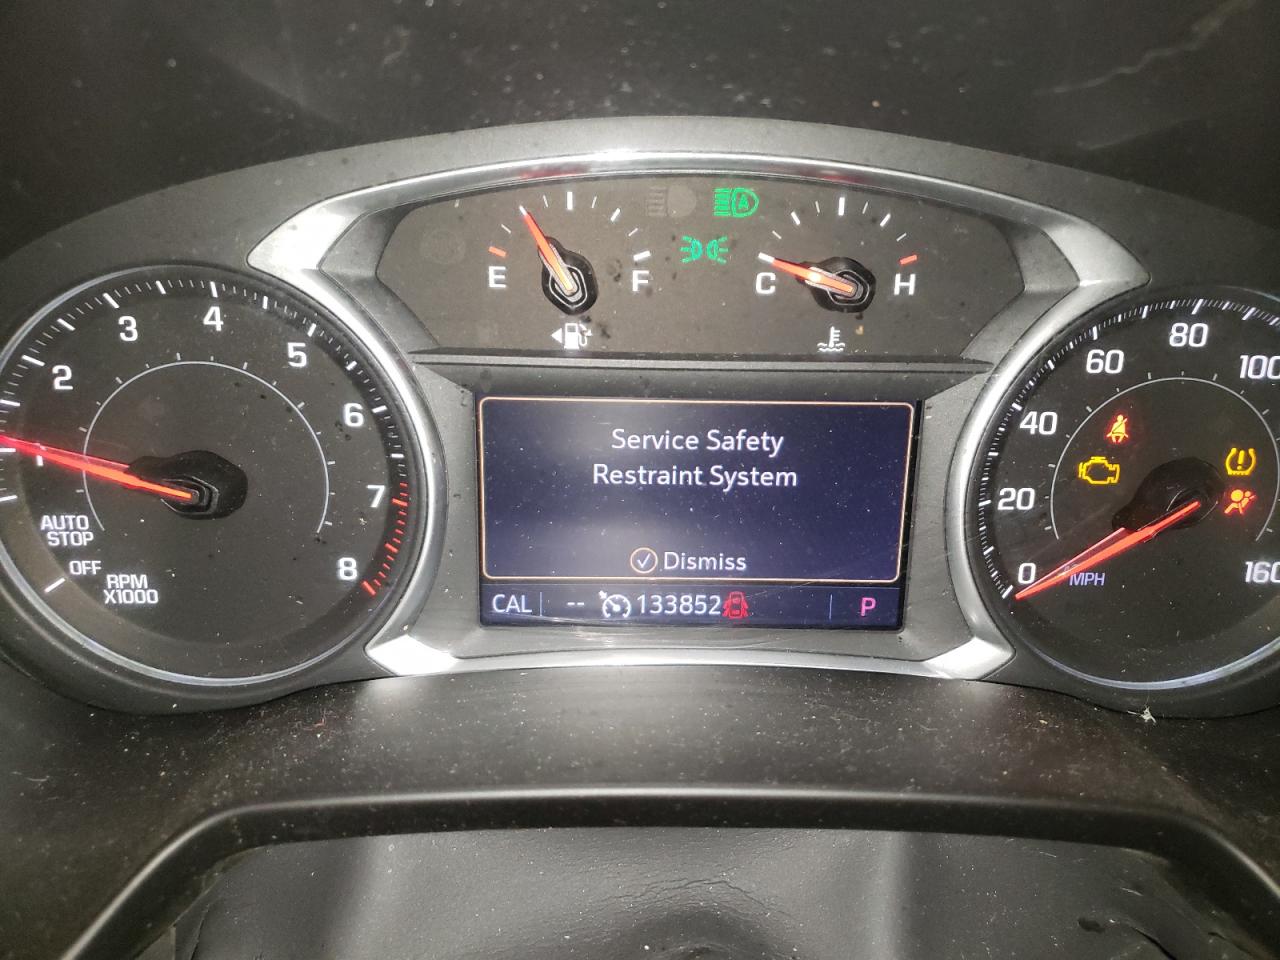 E
F
C
H
A
1
2
3
4
5
6
7
8
AUTO
STOP
OFF
RPM
X1000
Service Safety
Restraint System
Dismiss
CAL -- 133852 P
0
20
40
60
80
100
160
MPH